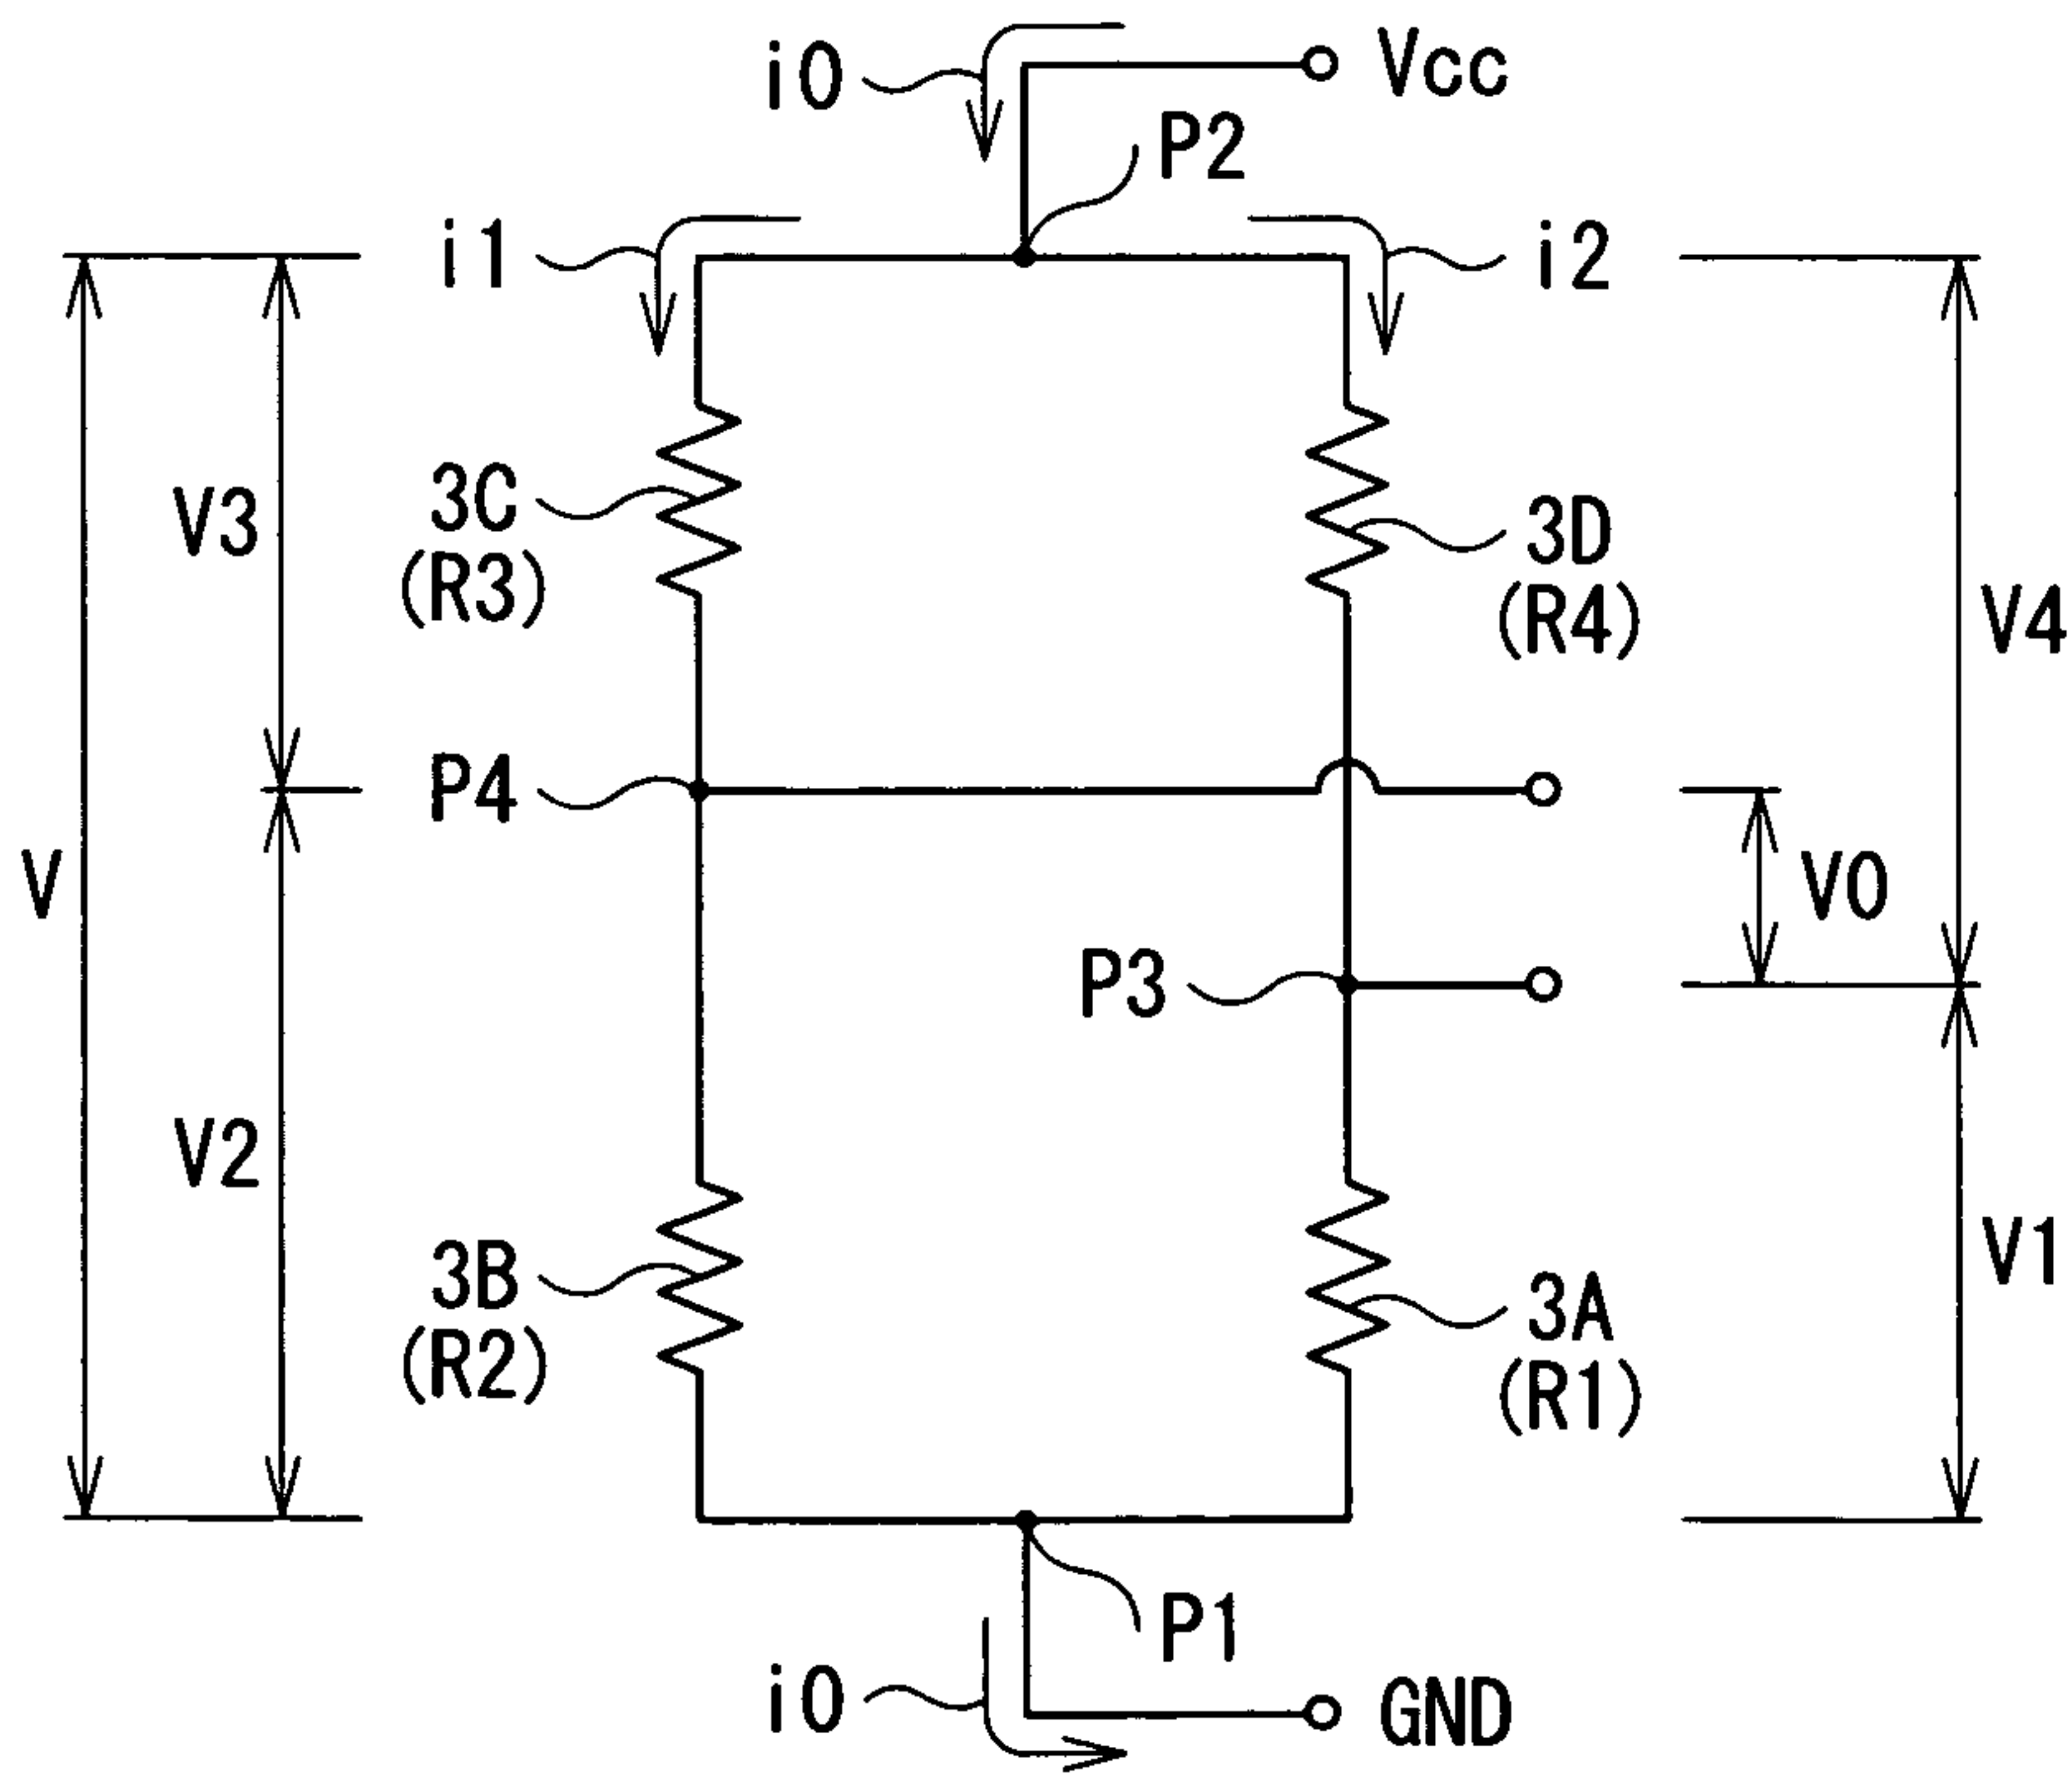 i0
Vcc
P2
i1
i2
3C
(R3)
3D
(R4)
V3
V4
P4
V
V0
P3
V2
V1
3B
(R2)
3A
(R1)
P1
i0
GND